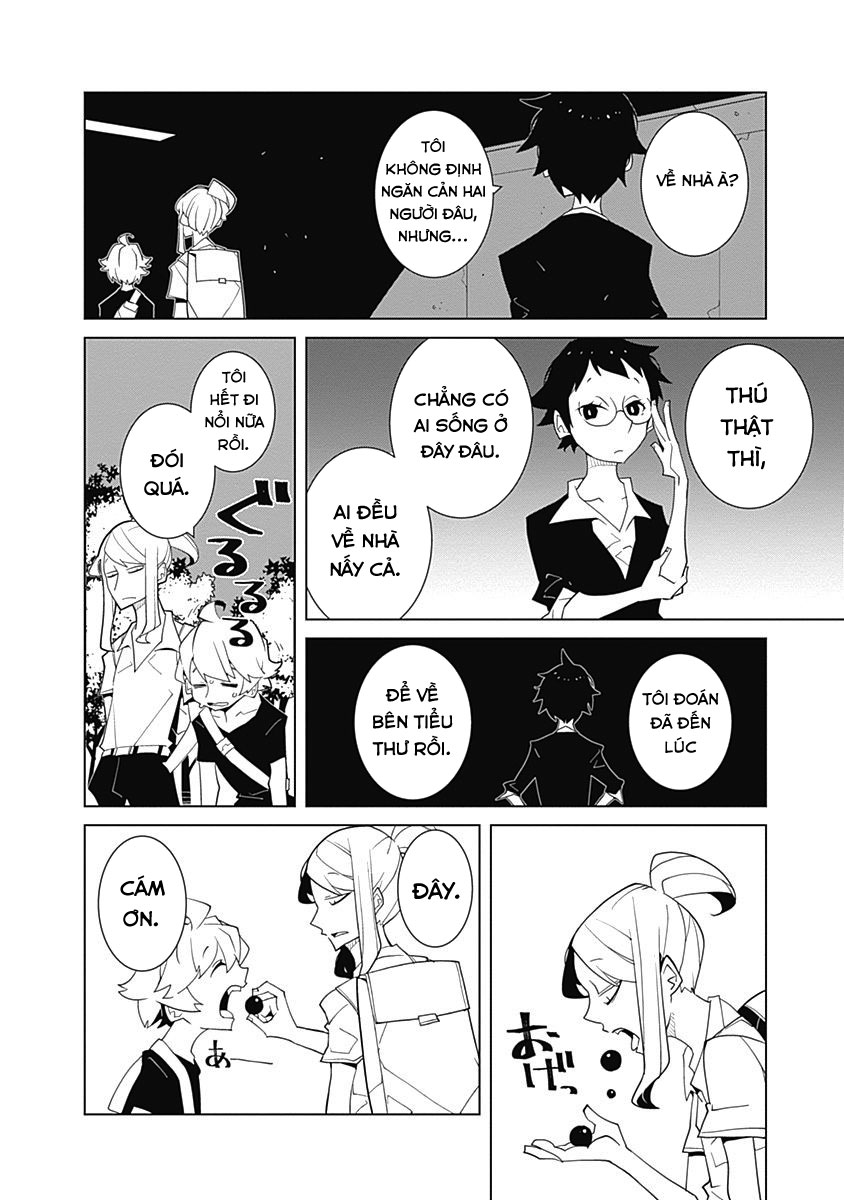 VỀ NHÀ À?
TÔI
KHÔNG ĐỊNH
NGĂN CẢN HAI
NGƯỜI ĐÂU,
NHƯNG...
THÚ
THẬT
THÌ,
CHẲNG CÓ
AI SỐNG Ở
ĐÂY ĐÂU.
AI ĐỀU
VỀ NHÀ
NẤY CẢ.
TÔI ĐOÁN
ĐÃ ĐẾN
LÚC
ĐỂ VỀ
BÊN TIỂU
THƯ RỒI.
TÔI
HẾT ĐI
NỔI NỮA
RỒI.
ĐÓI
QUÁ.
ぐるるるる
おげっ
ĐÂY.
CÁM
ƠN.
あー